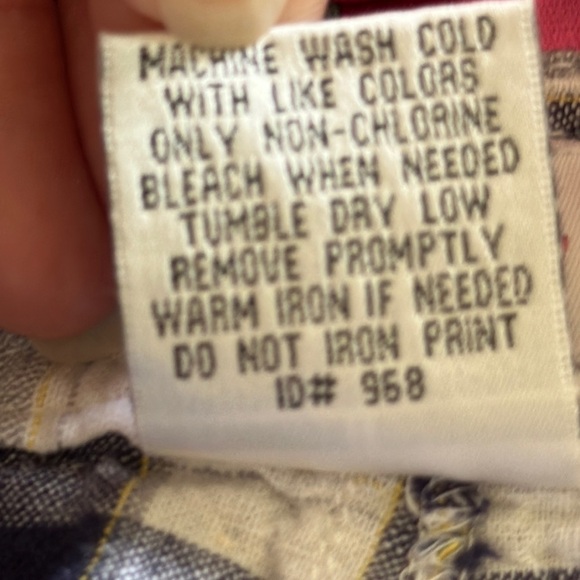 MACHINE WASH COLD
WITH LIKE COLORS
ONLY NON-CHLORINE
BLEACH WHEN NEEDED
TUMBLE DRY LOW
REMOVE PROMPTLY
WARM IRON IF NEEDED
DO NOT IRON PRINT
ID# 968